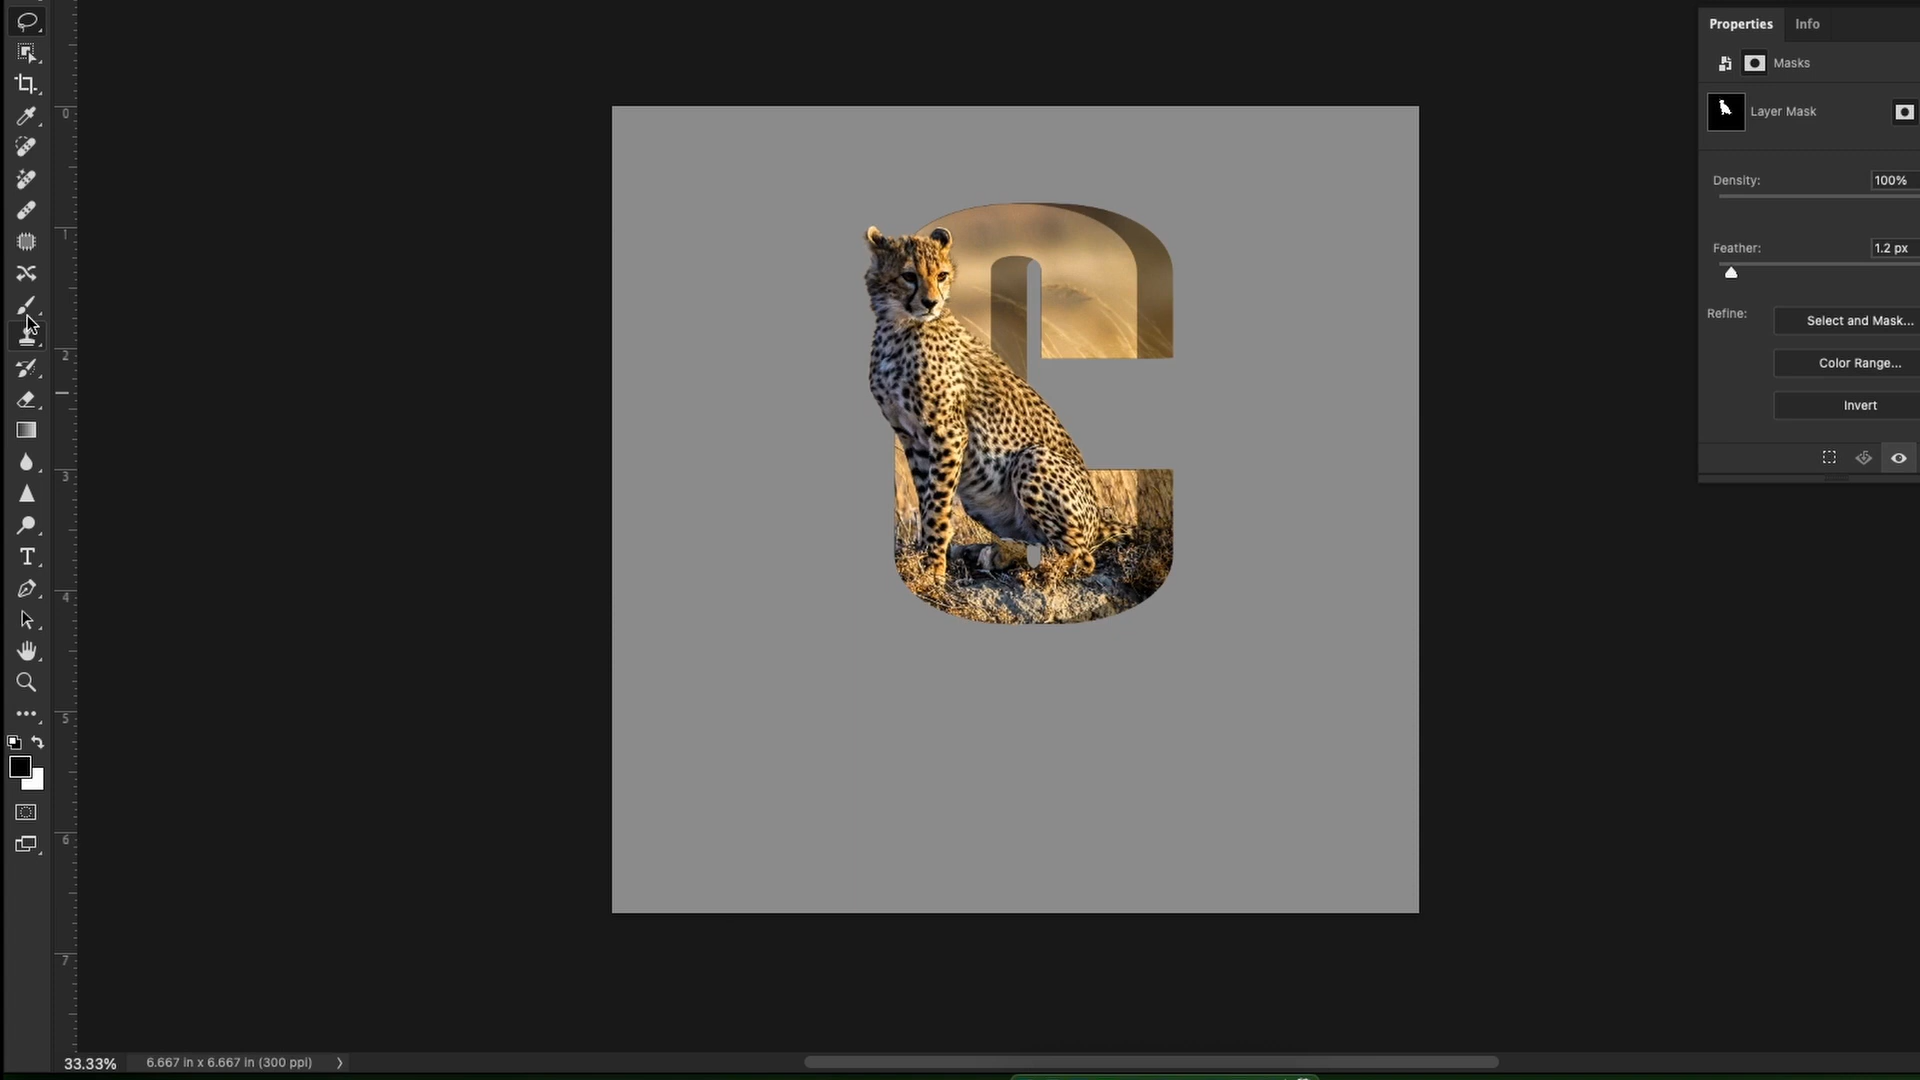 Properties Info
Masks
Layer Mask
Density: 100%
Feather: 1.2 px
Refine: Select and Mask...
Color Range...
Invert
0
1
2
3
4
5
6
7
C
33.33% 6.667 in x 6.667 in (300 ppi)